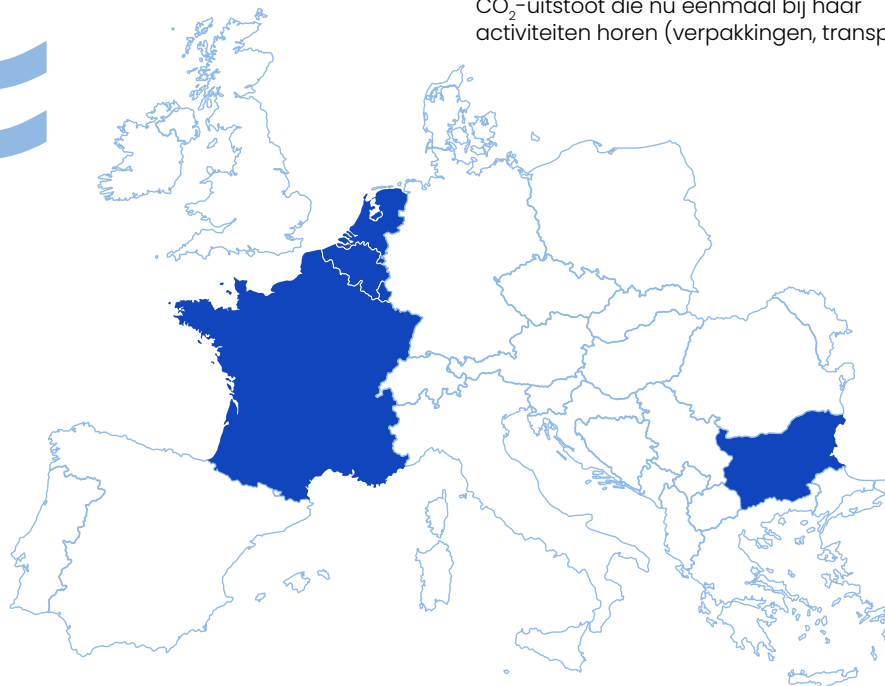 CO₂-uitstoot die nu eenmaal bij haar
activiteiten horen (verpakkingen, transp